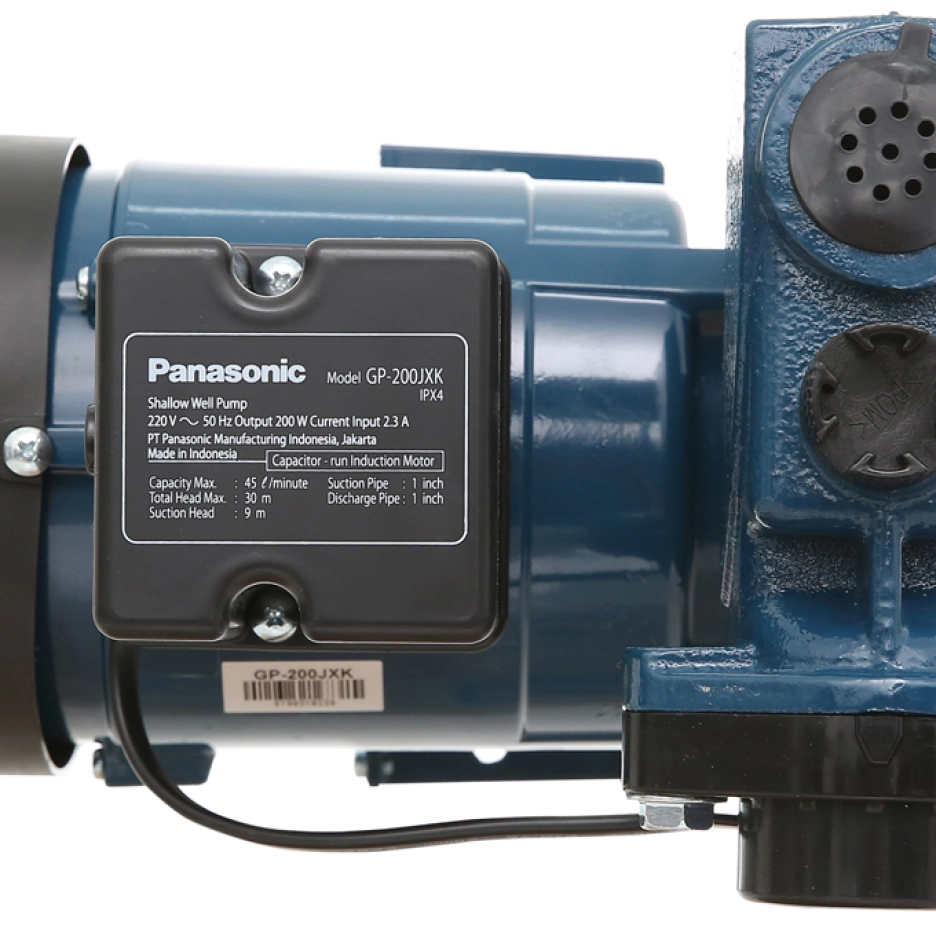 Panasonic Model GP-200JXK
IPX4
Shallow Well Pump
220 V ～ 50 Hz Output 200 W Current Input 2.3 A
PT Panasonic Manufacturing Indonesia, Jakarta
Made in Indonesia Capacitor - run Induction Motor
Capacity Max. : 45 ℓ/minute Suction Pipe : 1 inch
Total Head Max. : 30 m Discharge Pipe : 1 inch
Suction Head : 9 m
GP-200JXK